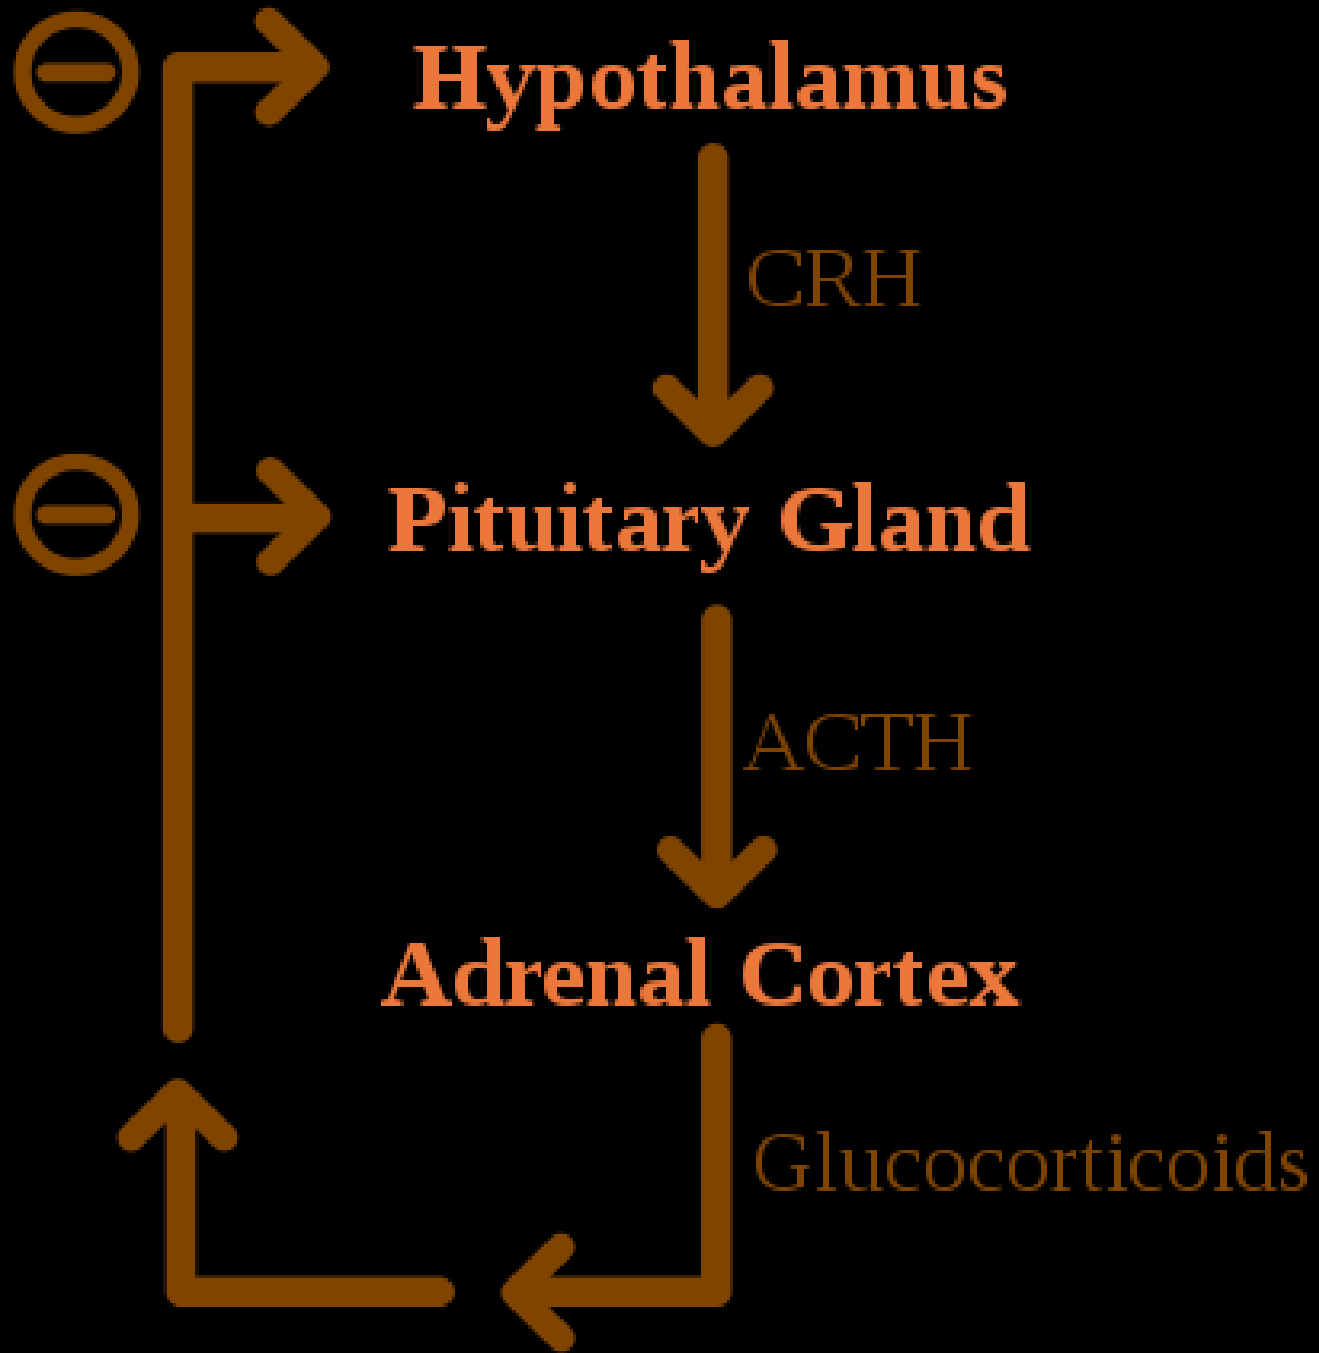 Hypothalamus
CRH
Pituitary Gland
ACTH
Adrenal Cortex
Glucocorticoids